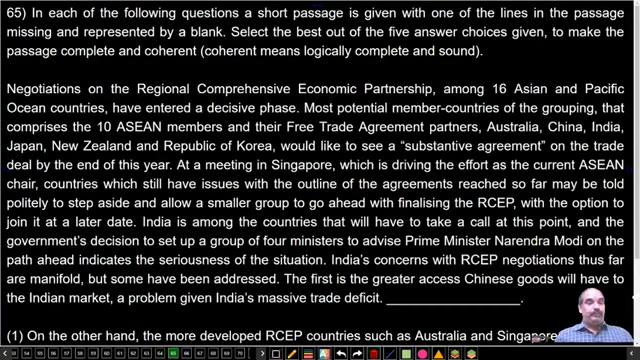 65) In each of the following questions a short passage is given with one of the lines in the passage
missing and represented by a blank. Select the best out of the five answer choices given, to make the
passage complete and coherent (coherent means logically complete and sound).
Negotiations on the Regional Comprehensive Economic Partnership, among 16 Asian and Pacific
Ocean countries, have entered a decisive phase. Most potential member-countries of the grouping, that
comprises the 10 ASEAN members and their Free Trade Agreement partners, Australia, China, India,
Japan, New Zealand and Republic of Korea, would like to see a “substantive agreement” on the trade
deal by the end of this year. At a meeting in Singapore, which is driving the effort as the current ASEAN
chair, countries which still have issues with the outline of the agreements reached so far may be told
politely to step aside and allow a smaller group to go ahead with finalising the RCEP, with the option to
join it at a later date. India is among the countries that will have to take a call at this point, and the
government’s decision to set up a group of four ministers to advise Prime Minister Narendra Modi on the
path ahead indicates the seriousness of the situation. India’s concerns with RCEP negotiations thus far
are manifold, but some have been addressed. The first is the greater access Chinese goods will have to
the Indian market, a problem given India’s massive trade deficit. ____________________.
(1) On the other hand, the more developed RCEP countries such as Australia and Singapore